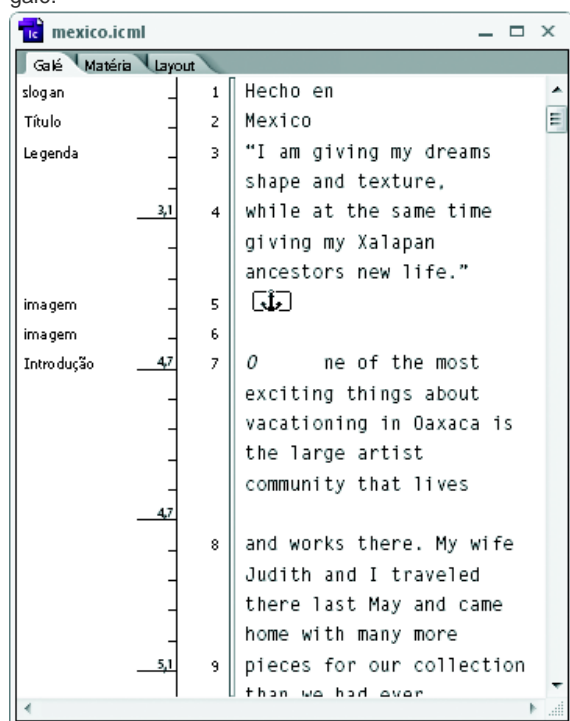 galé.
mexico.icml
Galé Matéria Layout
slogan 1 Hecho en
Título 2 Mexico
Legenda 3 “I am giving my dreams
shape and texture,
3,1 4 while at the same time
giving my Xalapan
ancestors new life.”
imagem 5
imagem 6
Introdução 4,7 7 O ne of the most
exciting things about
vacationing in Oaxaca is
the large artist
community that lives
4,7
8 and works there. My wife
Judith and I traveled
there last May and came
home with many more
5,1 9 pieces for our collection
than we had ever